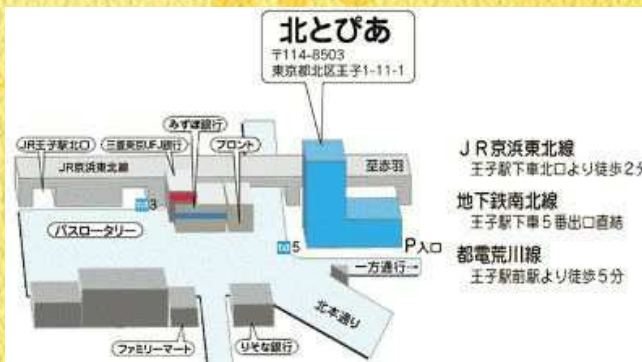 北とぴあ
〒114-8503
東京都北区王子1-11-1
みずほ銀行
JR王子駅北口
三菱東京UFJ銀行
フロント
JR京浜東北線
至赤羽
3
バスロータリー
5
P入口
一方通行→
北本通り
ファミリーマート
りそな銀行
JR京浜東北線
王子駅下車北口より徒歩2分
地下鉄南北線
王子駅下車5番出口直結
都電荒川線
王子駅前駅より徒歩5分